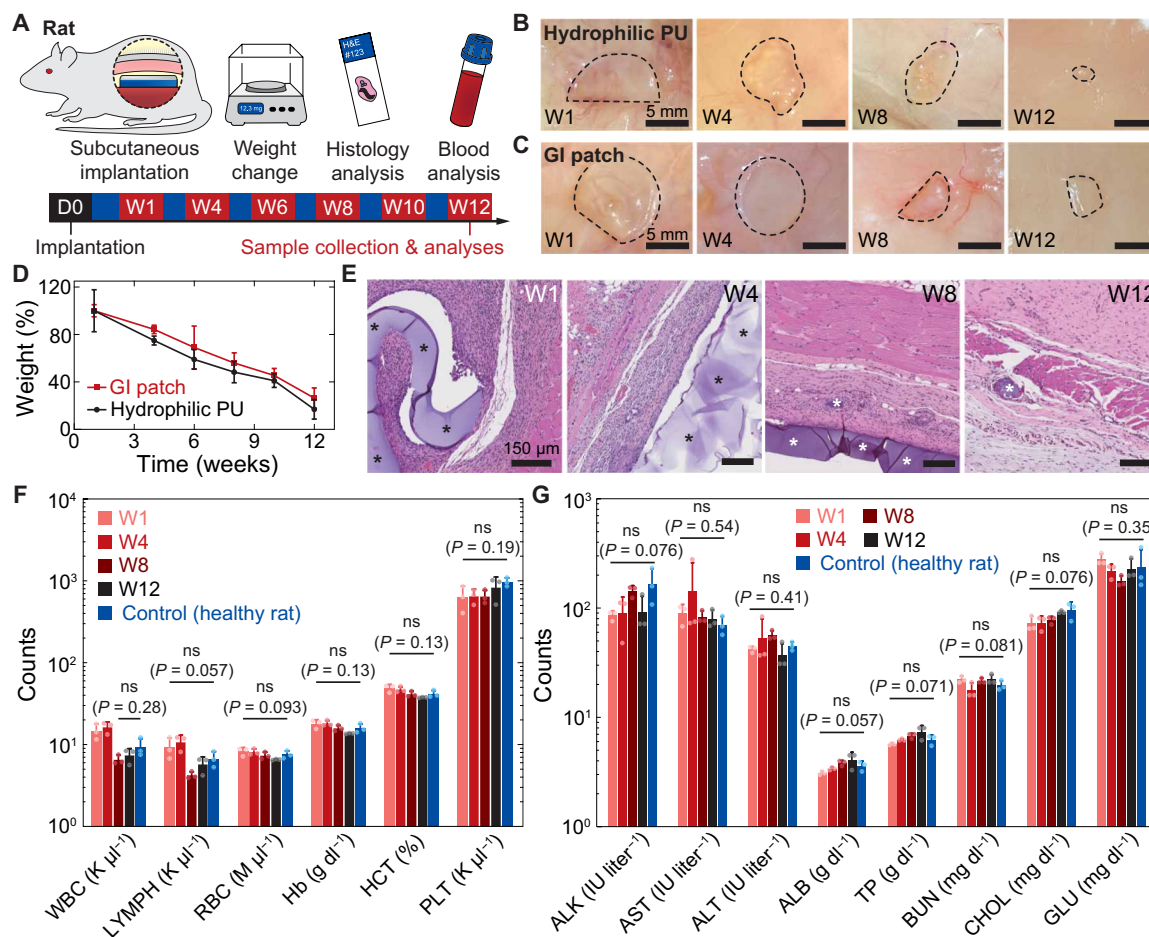 A
Rat
H&E
#123
12,3 mg
Subcutaneous
implantation
Weight
change
Histology
analysis
Blood
analysis
D0 W1 W4 W6 W8 W10 W12
Implantation
Sample collection & analyses
B
Hydrophilic PU
W1
5 mm
W4
W8
W12
C
GI patch
W1
5 mm
W4
W8
W12
D
Weight (%)
120
80
40
0
GI patch
Hydrophilic PU
0 3 6 9 12
Time (weeks)
E
W1
* * * *
150 µm
W4
* * *
W8
* * * *
W12
*
F
Counts
10⁴
10³
10²
10¹
10⁰
W1
W4
W8
W12
Control (healthy rat)
ns
(P = 0.28)
ns
(P = 0.057)
ns
(P = 0.093)
ns
(P = 0.13)
ns
(P = 0.13)
ns
(P = 0.19)
WBC (K µl⁻¹)
LYMPH (K µl⁻¹)
RBC (M µl⁻¹)
Hb (g dl⁻¹)
HCT (%)
PLT (K µl⁻¹)
G
Counts
10³
10²
10¹
10⁰
W1
W4
W8
W12
Control (healthy rat)
ns
(P = 0.076)
ns
(P = 0.54)
ns
(P = 0.41)
ns
(P = 0.057)
ns
(P = 0.071)
ns
(P = 0.081)
ns
(P = 0.076)
ns
(P = 0.35)
ALK (IU liter⁻¹)
AST (IU liter⁻¹)
ALT (IU liter⁻¹)
ALB (g dl⁻¹)
TP (g dl⁻¹)
BUN (mg dl⁻¹)
CHOL (mg dl⁻¹)
GLU (mg dl⁻¹)